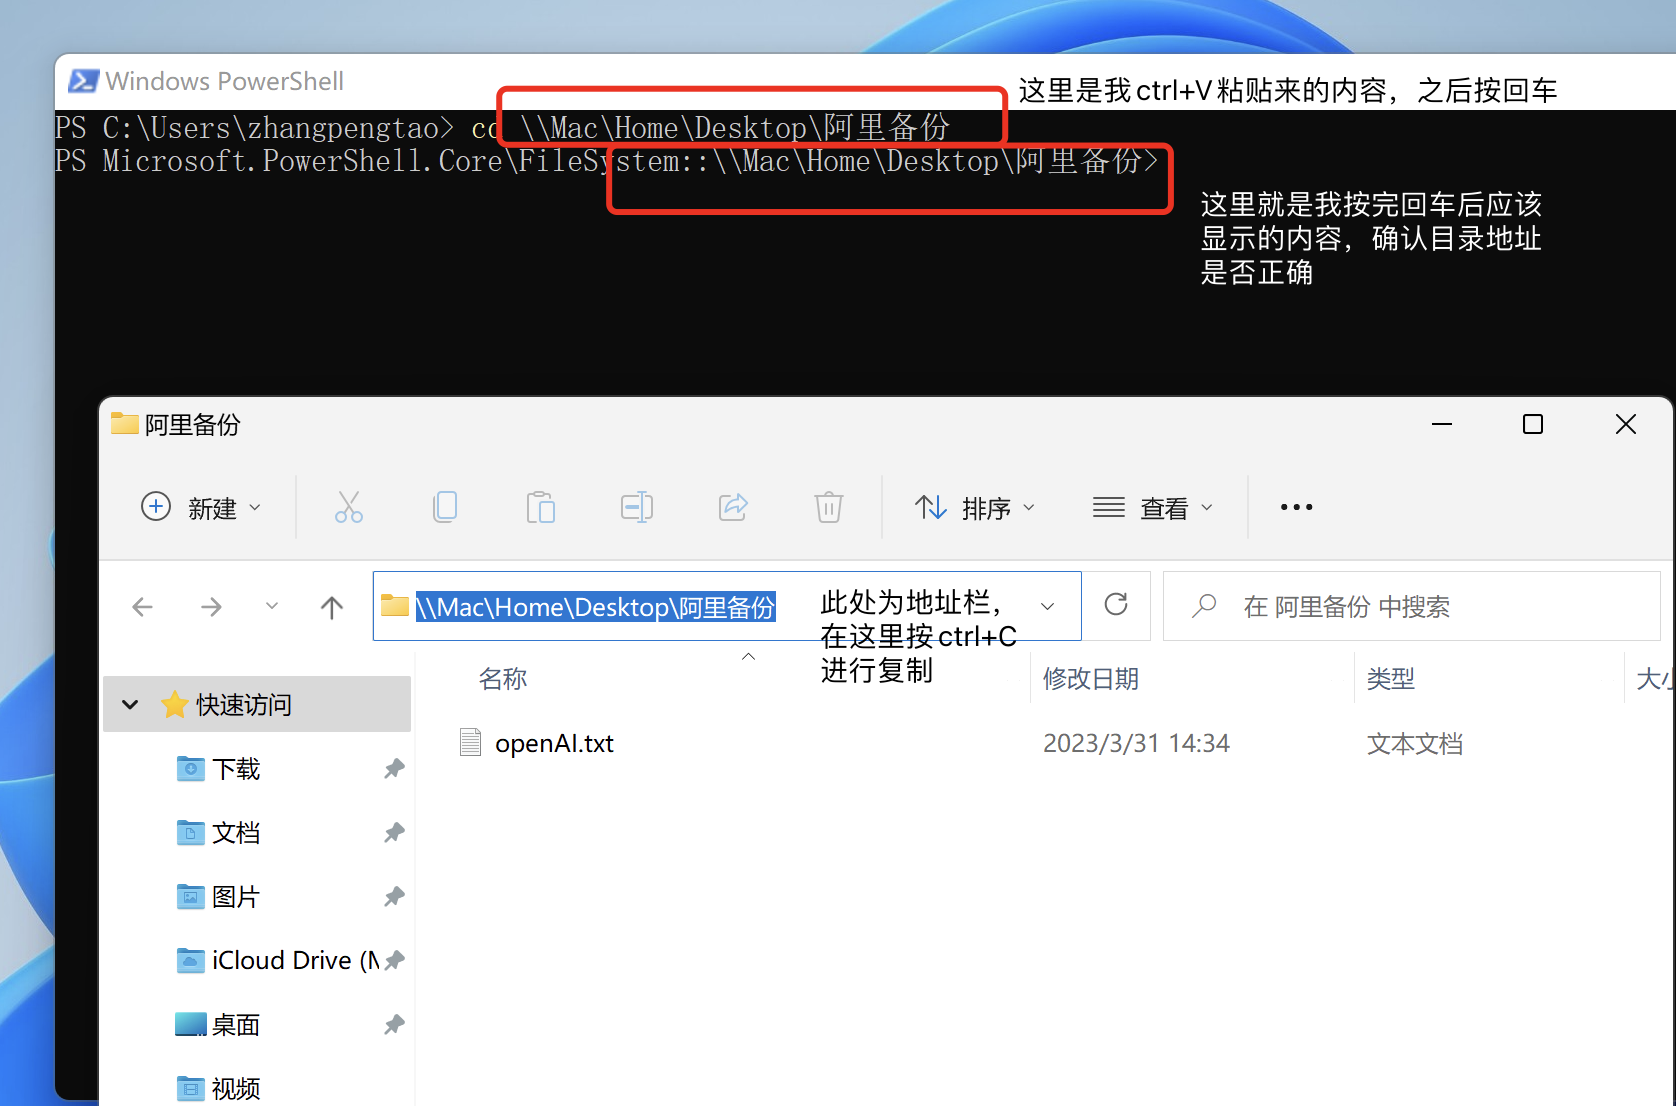 Windows PowerShell
这里是我ctrl+V粘贴来的内容，之后按回车
PS C:\Users\zhangpengtao> cd \\Mac\Home\Desktop\阿里备份
PS Microsoft.PowerShell.Core\FileSystem::\\Mac\Home\Desktop\阿里备份>
这里就是我按完回车后应该
显示的内容，确认目录地址
是否正确
阿里备份
新建
排序
查看
\\Mac\Home\Desktop\阿里备份
此处为地址栏，
在这里按ctrl+C
进行复制
在 阿里备份 中搜索
名称
修改日期
类型
大小
快速访问
openAI.txt
2023/3/31 14:34
文本文档
下载
文档
图片
iCloud Drive (M
桌面
视频